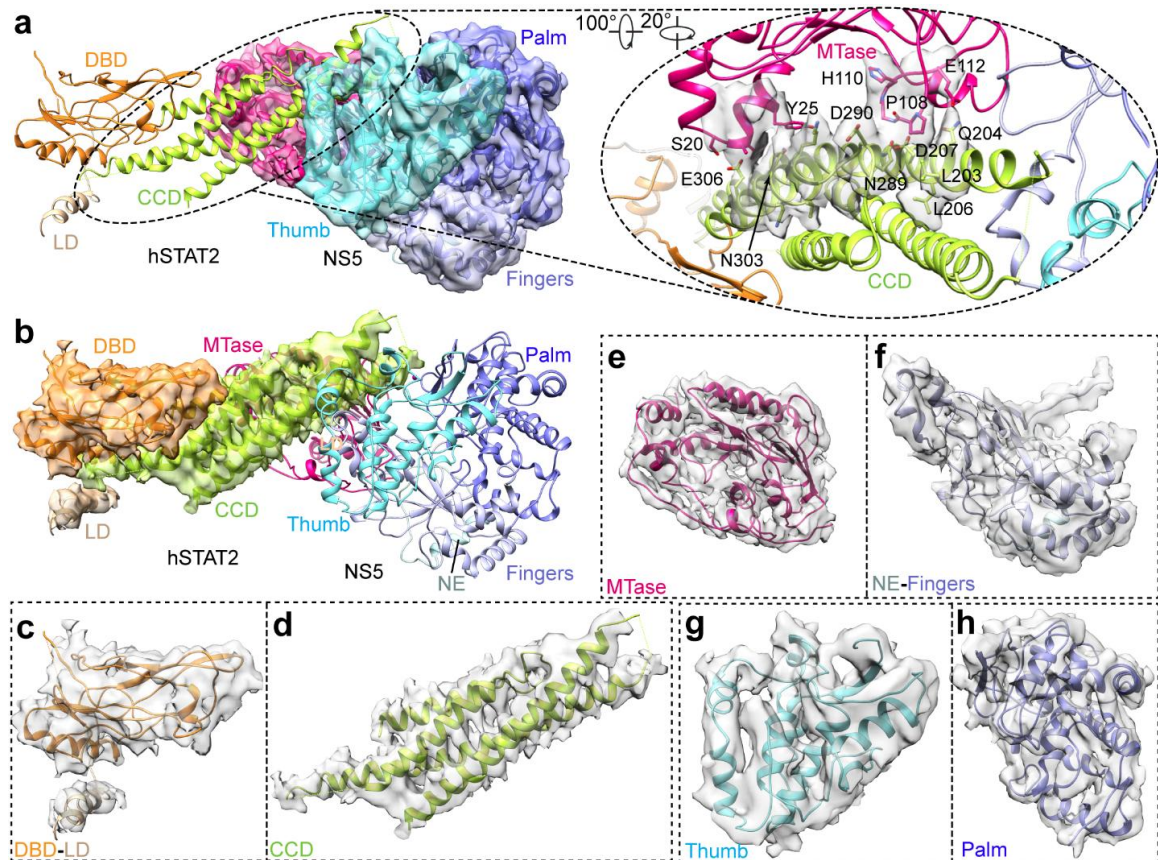 a
DBD
Palm
LD
CCD
Thumb
hSTAT2
NS5
Fingers
100° 20°
MTase
H110
E112
P108
Y25
D290
S20
Q204
D207
E306
L203
N289
L206
N303
CCD
b
DBD
MTase
Palm
LD
CCD
Thumb
hSTAT2
NS5
NE
Fingers
e
MTase
f
NE-Fingers
c
DBD-LD
d
CCD
g
Thumb
h
Palm